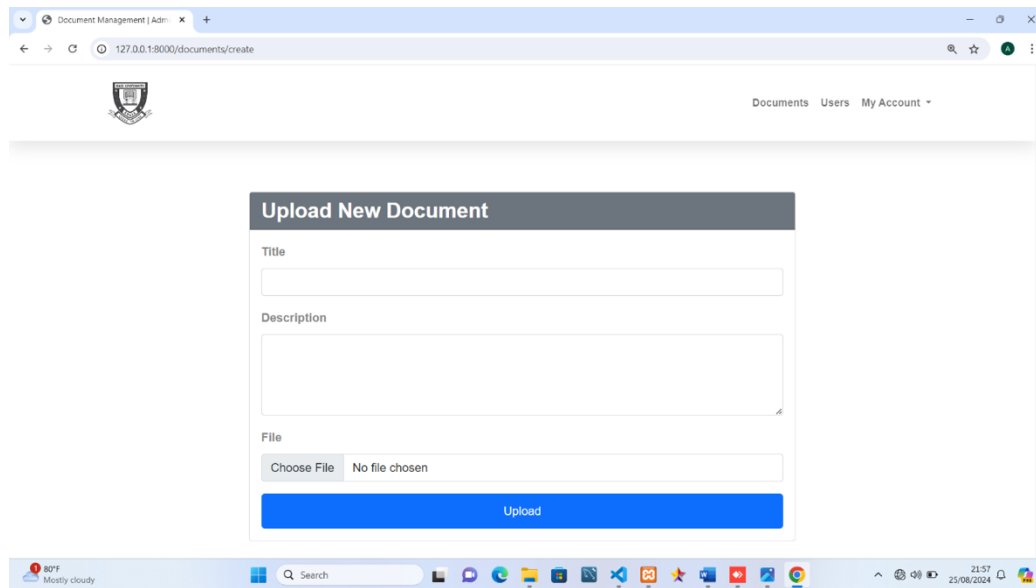 Document Management | Adm
127.0.0.1:8000/documents/create
A
Documents Users My Account
Upload New Document
Title
Description
File
Choose File No file chosen
Upload
1
80°F
Mostly cloudy
Search
21:57
25/08/2024